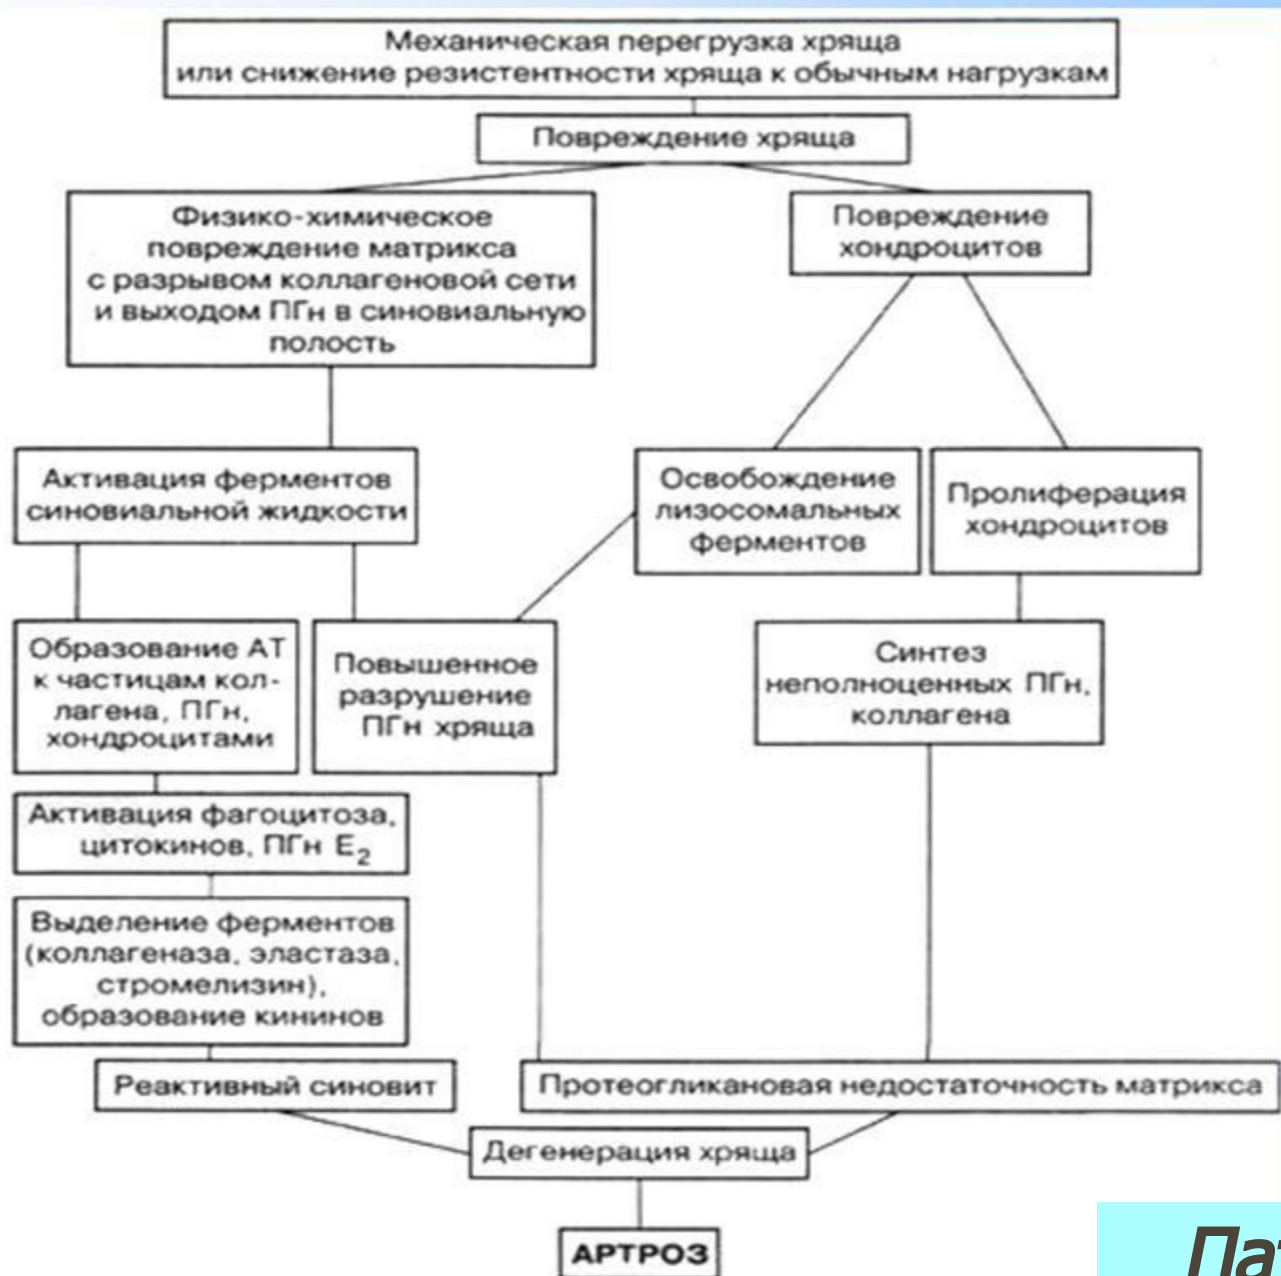 Механическая перегрузка хряща
или снижение резистентности хряща к обычным нагрузкам
Повреждение хряща
Физико-химическое
повреждение матрикса
с разрывом коллагеновой сети
и выходом ПГн в синовиальную
полость
Повреждение
хондроцитов
Активация ферментов
синовиальной жидкости
Освобождение
лизосомальных
ферментов
Пролиферация
хондроцитов
Образование АТ
к частицам кол-
лагена, ПГн,
хондроцитами
Повышенное
разрушение
ПГн хряща
Синтез
неполноценных ПГн,
коллагена
Активация фагоцитоза,
цитокинов, ПГн Е₂
Выделение ферментов
(коллагеназа, эластаза,
стромелизин),
образование кининов
Реактивный синовит
Протеогликановая недостаточность матрикса
Дегенерация хряща
АРТРОЗ